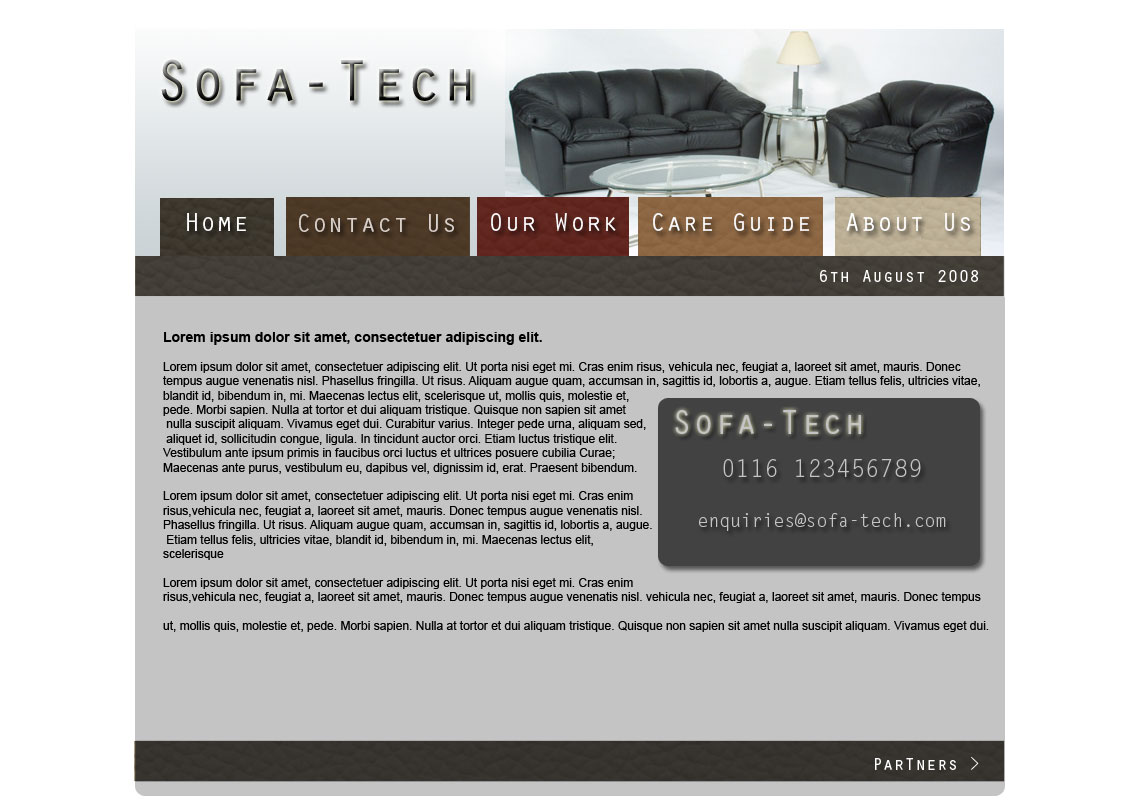 Sofa-Tech
Home
Contact Us
Our Work
Care Guide
About Us
6th August 2008
Lorem ipsum dolor sit amet, consectetuer adipiscing elit.
Lorem ipsum dolor sit amet, consectetuer adipiscing elit. Ut porta nisi eget mi. Cras enim risus, vehicula nec, feugiat a, laoreet sit amet, mauris. Donec
tempus augue venenatis nisl. Phasellus fringilla. Ut risus. Aliquam augue quam, accumsan in, sagittis id, lobortis a, augue. Etiam tellus felis, ultricies vitae,
blandit id, bibendum in, mi. Maecenas lectus elit, scelerisque ut, mollis quis, molestie et,
pede. Morbi sapien. Nulla at tortor et dui aliquam tristique. Quisque non sapien sit amet
nulla suscipit aliquam. Vivamus eget dui. Curabitur varius. Integer pede urna, aliquam sed,
aliquet id, sollicitudin congue, ligula. In tincidunt auctor orci. Etiam luctus tristique elit.
Vestibulum ante ipsum primis in faucibus orci luctus et ultrices posuere cubilia Curae;
Maecenas ante purus, vestibulum eu, dapibus vel, dignissim id, erat. Praesent bibendum.
Lorem ipsum dolor sit amet, consectetuer adipiscing elit. Ut porta nisi eget mi. Cras enim
risus,vehicula nec, feugiat a, laoreet sit amet, mauris. Donec tempus augue venenatis nisl.
Phasellus fringilla. Ut risus. Aliquam augue quam, accumsan in, sagittis id, lobortis a, augue.
Etiam tellus felis, ultricies vitae, blandit id, bibendum in, mi. Maecenas lectus elit,
scelerisque
Sofa-Tech
0116 123456789
enquiries@sofa-tech.com
Lorem ipsum dolor sit amet, consectetuer adipiscing elit. Ut porta nisi eget mi. Cras enim
risus,vehicula nec, feugiat a, laoreet sit amet, mauris. Donec tempus augue venenatis nisl. vehicula nec, feugiat a, laoreet sit amet, mauris. Donec tempus
ut, mollis quis, molestie et, pede. Morbi sapien. Nulla at tortor et dui aliquam tristique. Quisque non sapien sit amet nulla suscipit aliquam. Vivamus eget dui.
ParTners >